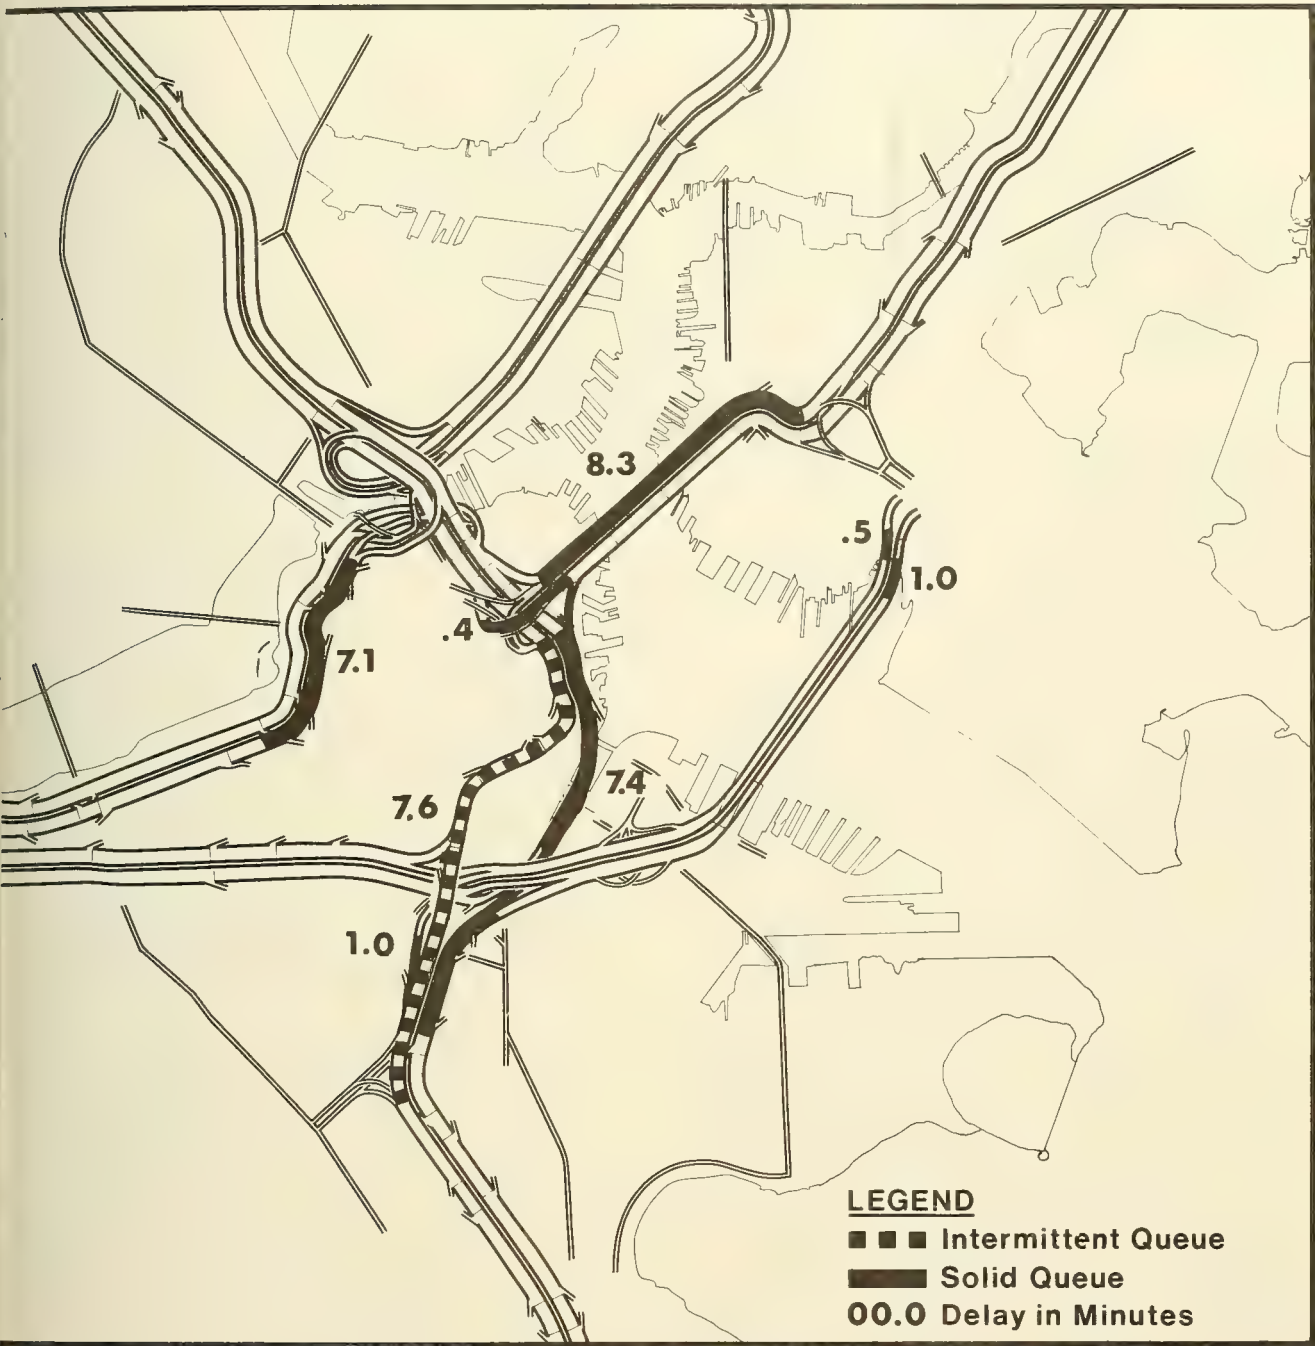 8.3
.5
1.0
.4
7.1
7.4
7.6
1.0
LEGEND
Intermittent Queue
Solid Queue
00.0 Delay in Minutes